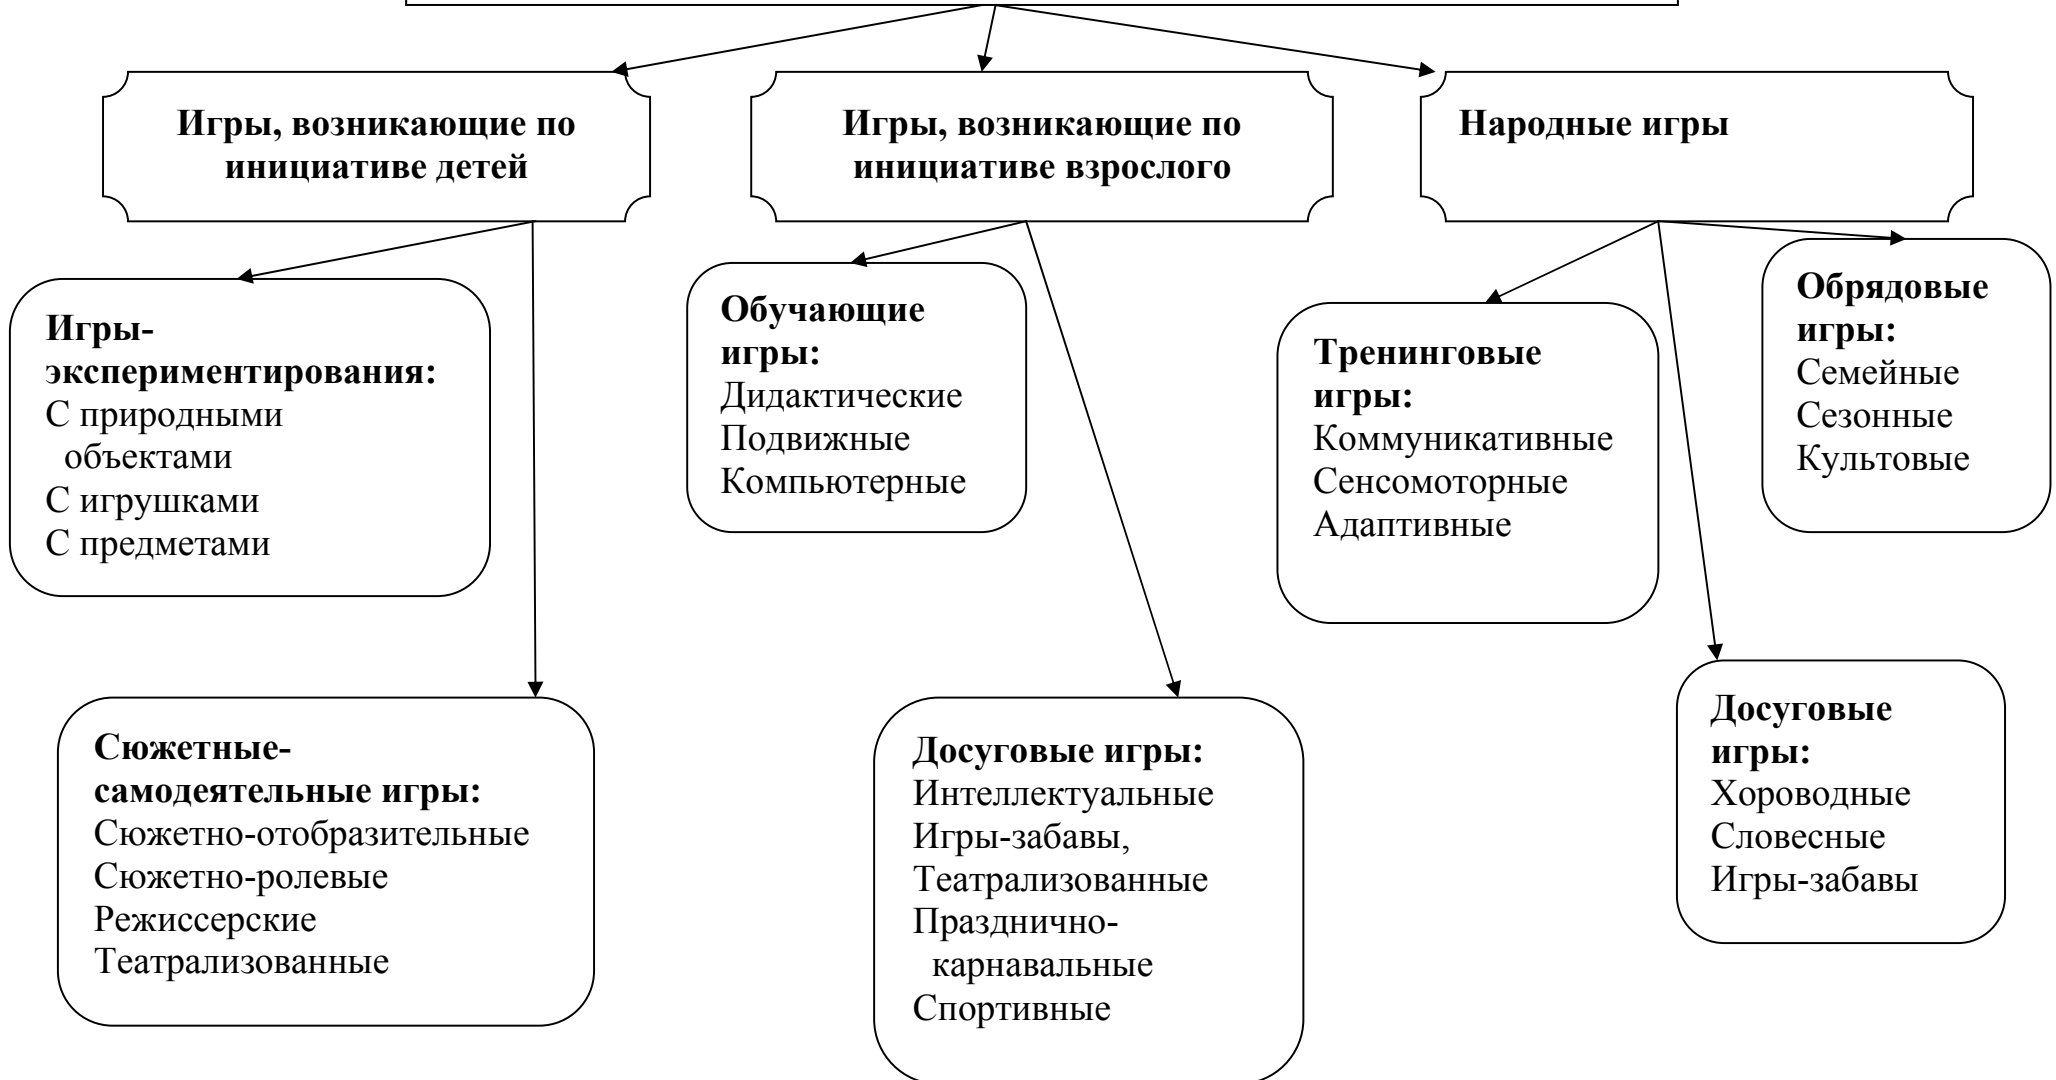 Игры, возникающие по
инициативе детей
Игры, возникающие по
инициативе взрослого
Народные игры
Игры-
экспериментирования:
С природными
объектами
С игрушками
С предметами
Обучающие
игры:
Дидактические
Подвижные
Компьютерные
Тренинговые
игры:
Коммуникативные
Сенсомоторные
Адаптивные
Обрядовые
игры:
Семейные
Сезонные
Культовые
Сюжетные-
самодеятельные игры:
Сюжетно-отобразительные
Сюжетно-ролевые
Режиссерские
Театрализованные
Досуговые игры:
Интеллектуальные
Игры-забавы,
Театрализованные
Празднично-
карнавальные
Спортивные
Досуговые
игры:
Хороводные
Словесные
Игры-забавы